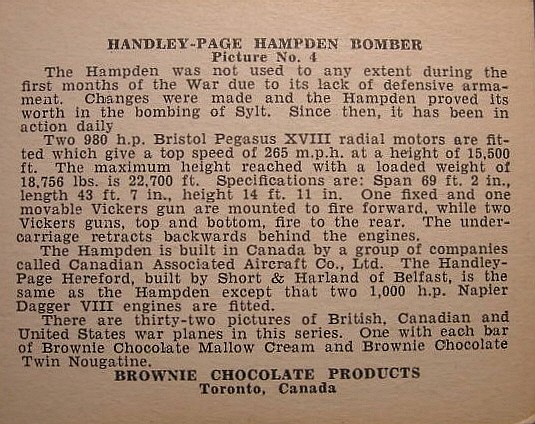 HANDLEY-PAGE HAMPDEN BOMBER
Picture No. 4
The Hampden was not used to any extent during the
first months of the War due to its lack of defensive arma-
ment. Changes were made and the Hampden proved its
worth in the bombing of Sylt. Since then, it has been in
action daily
Two 980 h.p. Bristol Pegasus XVIII radial motors are fit-
ted which give a top speed of 265 m.p.h. at a height of 15,500
ft. The maximum height reached with a loaded weight of
18,756 lbs. is 22,700 ft. Specifications are: Span 69 ft. 2 in.,
length 43 ft. 7 in., height 14 ft. 11 in. One fixed and one
movable Vickers gun are mounted to fire forward, while two
Vickers guns, top and bottom, fire to the rear. The under-
carriage retracts backwards behind the engines.
The Hampden is built in Canada by a group of companies
called Canadian Associated Aircraft Co., Ltd. The Handley-
Page Hereford, built by Short & Harland of Belfast, is the
same as the Hampden except that two 1,000 h.p. Napier
Dagger VIII engines are fitted.
There are thirty-two pictures of British, Canadian and
United States war planes in this series. One with each bar
of Brownie Chocolate Mallow Cream and Brownie Chocolate
Twin Nougatine.
BROWNIE CHOCOLATE PRODUCTS
Toronto, Canada